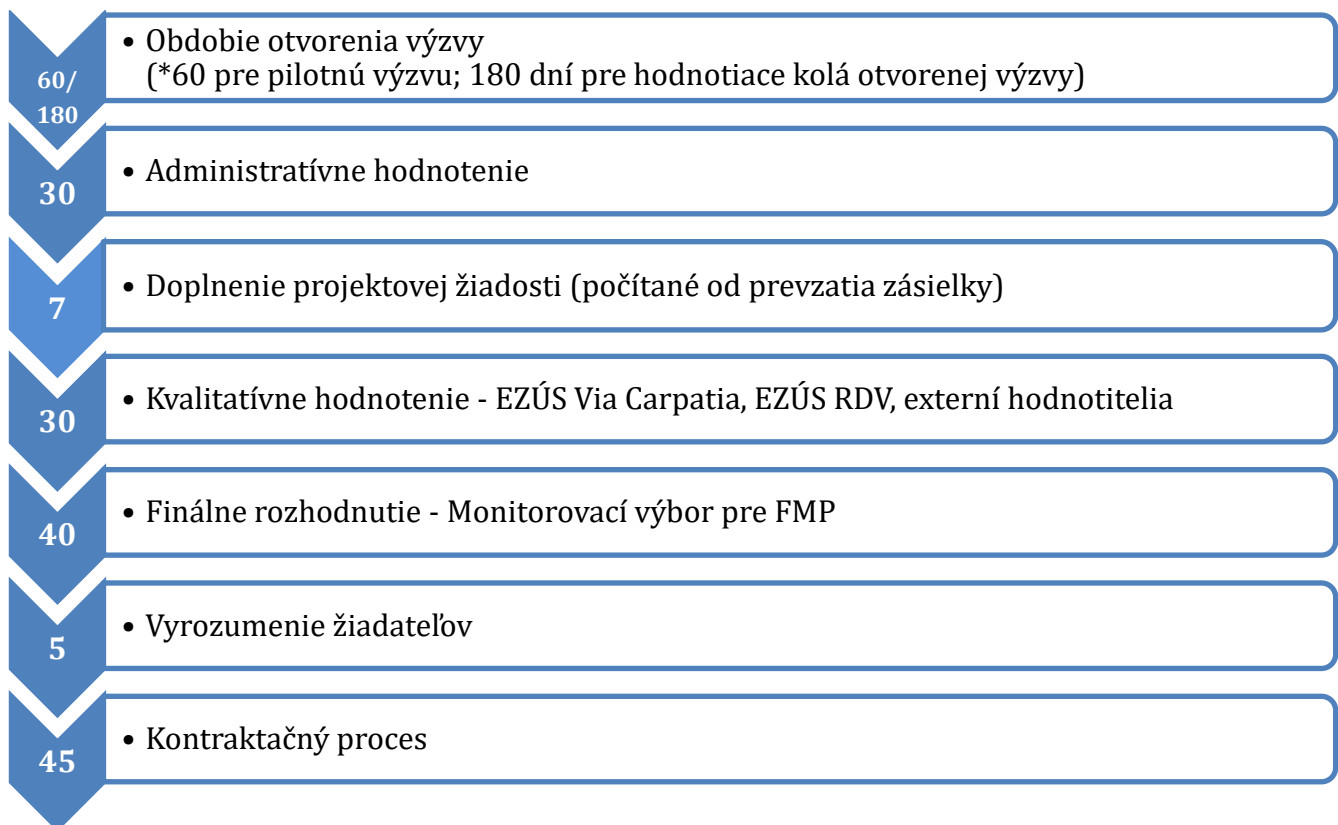 60/
180
• Obdobie otvorenia výzvy
(*60 pre pilotnú výzvu; 180 dní pre hodnotiace kolá otvorenej výzvy)
30
• Administratívne hodnotenie
7
• Doplnenie projektovej žiadosti (počítané od prevzatia zásielky)
30
• Kvalitatívne hodnotenie - EZÚS Via Carpatia, EZÚS RDV, externí hodnotitelia
40
• Finálne rozhodnutie - Monitorovací výbor pre FMP
5
• Vyrozumenie žiadateľov
45
• Kontraktačný proces